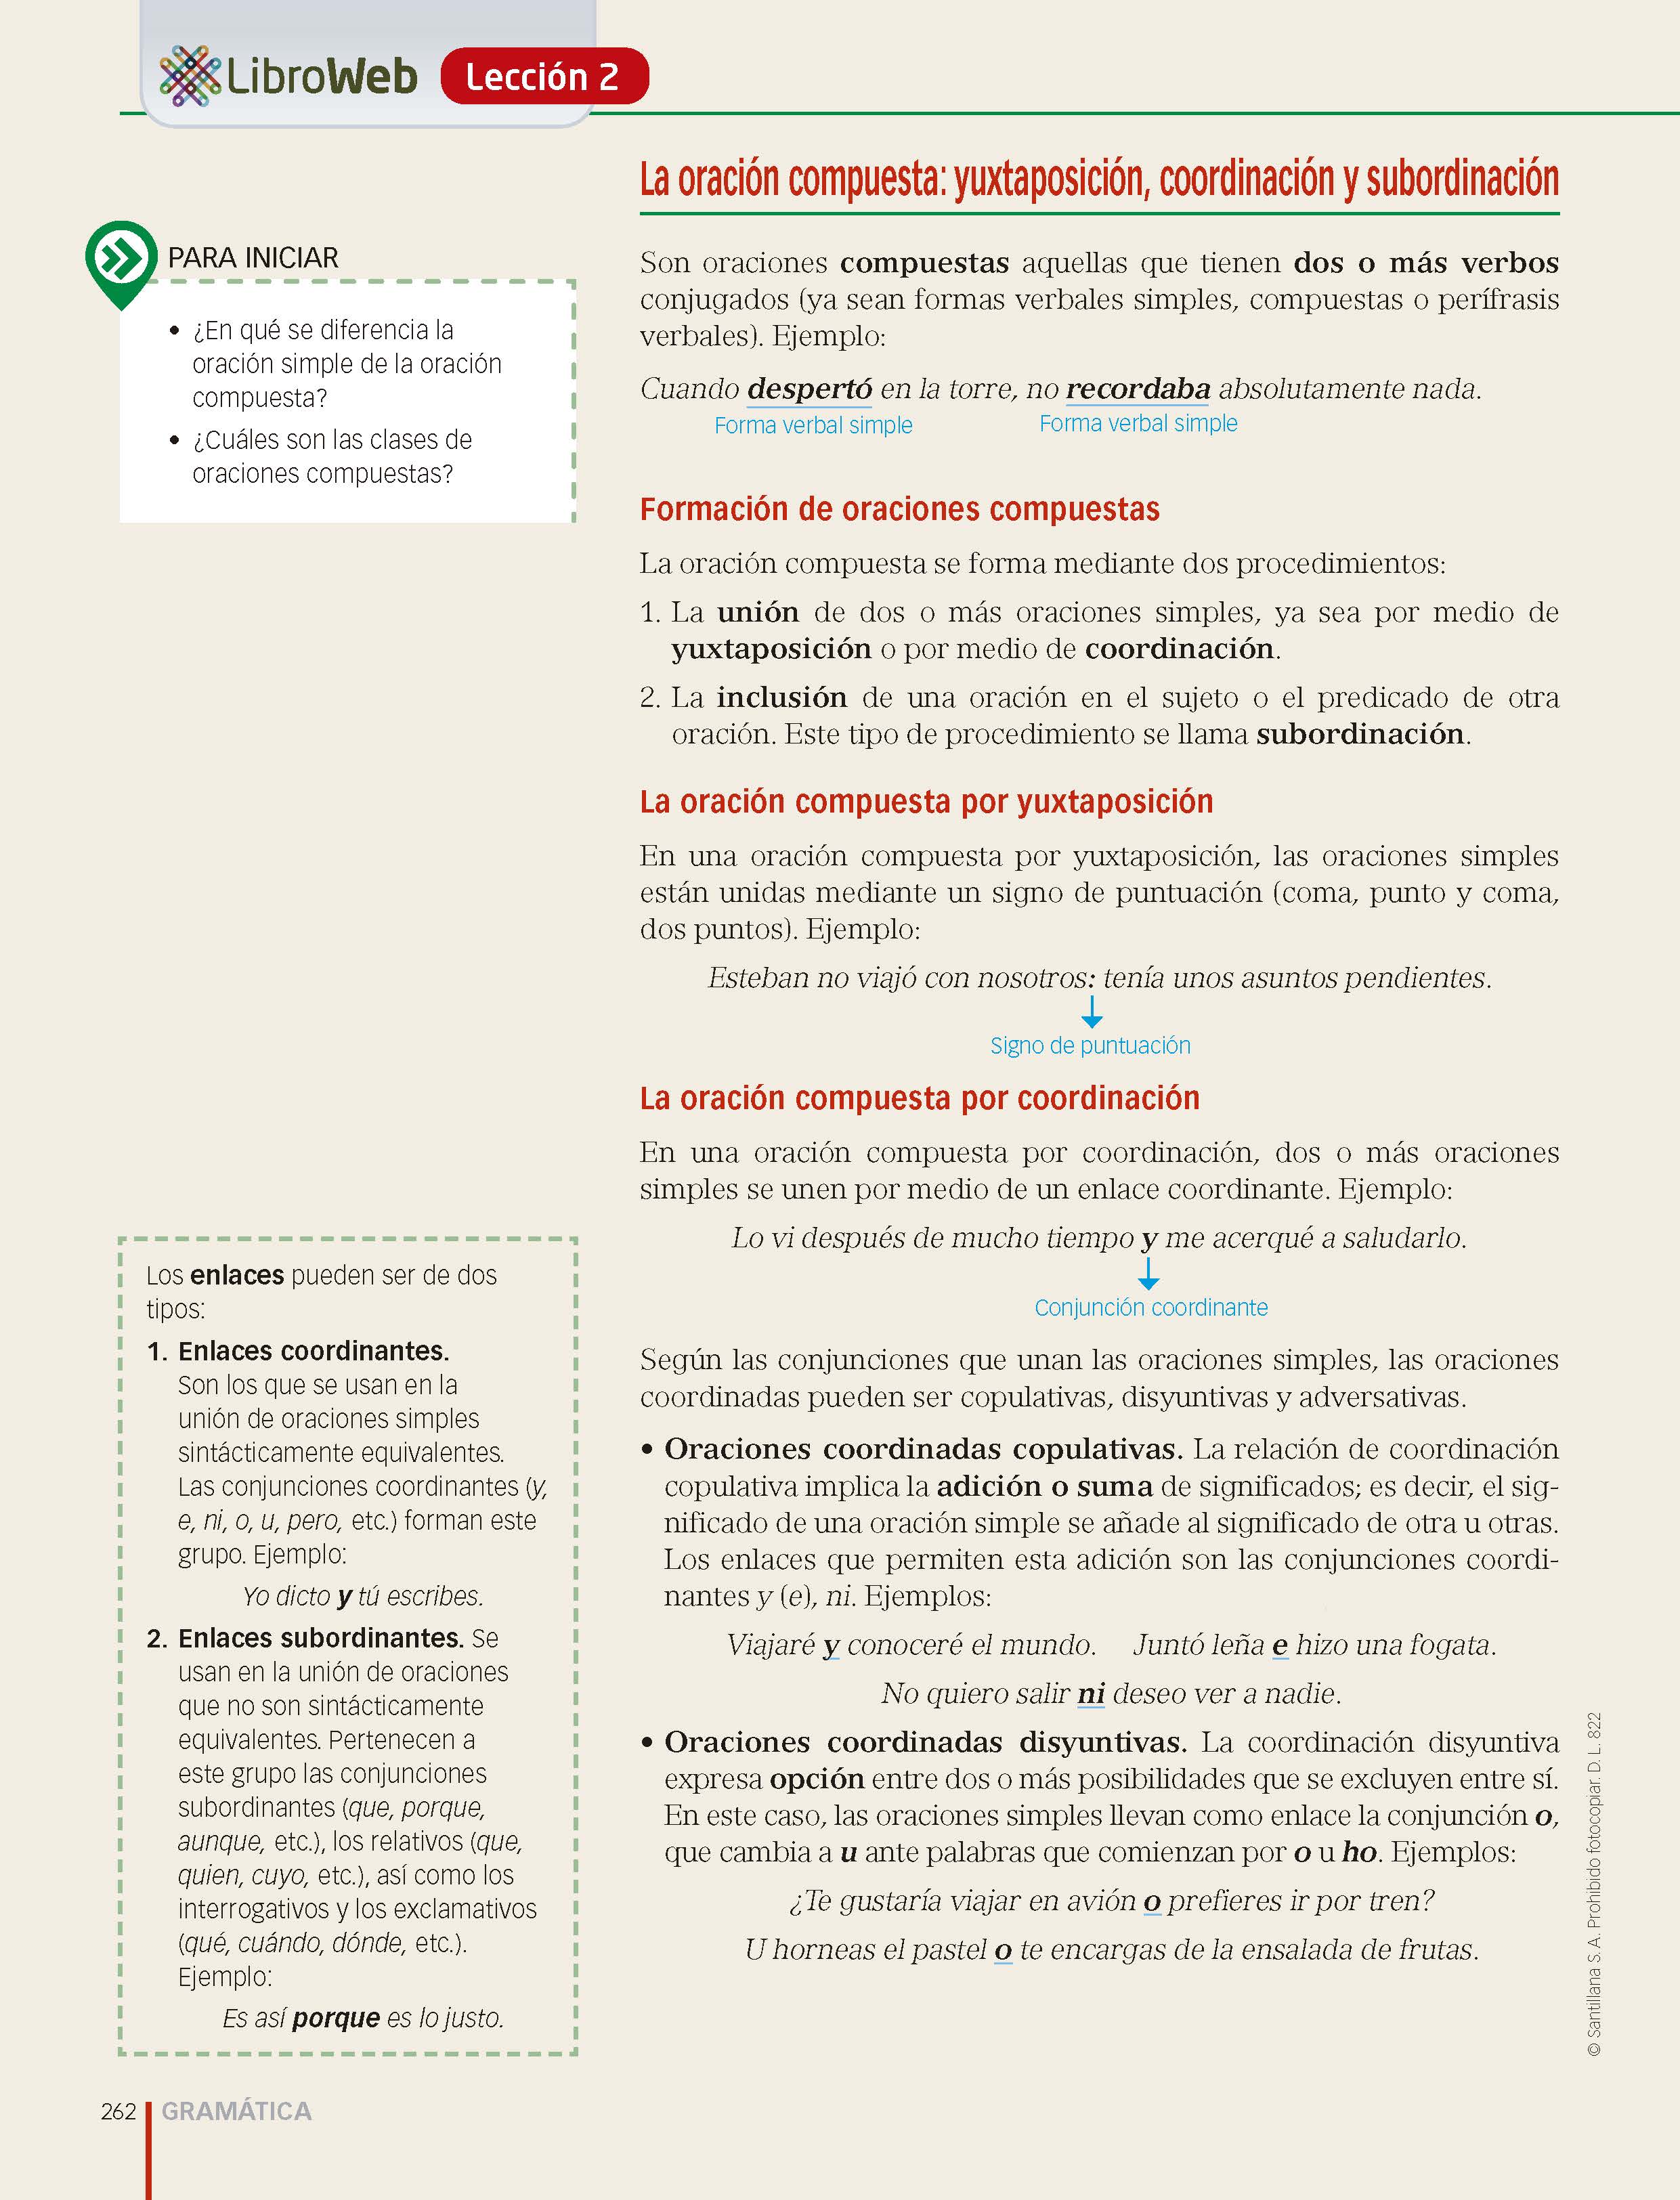 LibroWeb Lección 2
La oración compuesta: yuxtaposición, coordinación y subordinación
PARA INICIAR
• ¿En qué se diferencia la
oración simple de la oración
compuesta?
• ¿Cuáles son las clases de
oraciones compuestas?
Son oraciones compuestas aquellas que tienen dos o más verbos
conjugados (ya sean formas verbales simples, compuestas o perífrasis
verbales). Ejemplo:
Cuando despertó en la torre, no recordaba absolutamente nada.
Forma verbal simple Forma verbal simple
Formación de oraciones compuestas
La oración compuesta se forma mediante dos procedimientos:
1. La unión de dos o más oraciones simples, ya sea por medio de
yuxtaposición o por medio de coordinación.
2. La inclusión de una oración en el sujeto o el predicado de otra
oración. Este tipo de procedimiento se llama subordinación.
La oración compuesta por yuxtaposición
En una oración compuesta por yuxtaposición, las oraciones simples
están unidas mediante un signo de puntuación (coma, punto y coma,
dos puntos). Ejemplo:
Esteban no viajó con nosotros: tenía unos asuntos pendientes.
Signo de puntuación
La oración compuesta por coordinación
En una oración compuesta por coordinación, dos o más oraciones
simples se unen por medio de un enlace coordinante. Ejemplo:
Lo vi después de mucho tiempo y me acerqué a saludarlo.
Conjunción coordinante
Según las conjunciones que unan las oraciones simples, las oraciones
coordinadas pueden ser copulativas, disyuntivas y adversativas.
• Oraciones coordinadas copulativas. La relación de coordinación
copulativa implica la adición o suma de significados; es decir, el sig-
nificado de una oración simple se añade al significado de otra u otras.
Los enlaces que permiten esta adición son las conjunciones coordi-
nantes y (e), ni. Ejemplos:
Viajaré y conoceré el mundo. Juntó leña e hizo una fogata.
No quiero salir ni deseo ver a nadie.
• Oraciones coordinadas disyuntivas. La coordinación disyuntiva
expresa opción entre dos o más posibilidades que se excluyen entre sí.
En este caso, las oraciones simples llevan como enlace la conjunción o,
que cambia a u ante palabras que comienzan por o u ho. Ejemplos:
¿Te gustaría viajar en avión o prefieres ir por tren?
U horneas el pastel o te encargas de la ensalada de frutas.
Los enlaces pueden ser de dos
tipos:
1. Enlaces coordinantes.
Son los que se usan en la
unión de oraciones simples
sintácticamente equivalentes.
Las conjunciones coordinantes (y,
e, ni, o, u, pero, etc.) forman este
grupo. Ejemplo:
Yo dicto y tú escribes.
2. Enlaces subordinantes. Se
usan en la unión de oraciones
que no son sintácticamente
equivalentes. Pertenecen a
este grupo las conjunciones
subordinantes (que, porque,
aunque, etc.), los relativos (que,
quien, cuyo, etc.), así como los
interrogativos y los exclamativos
(qué, cuándo, dónde, etc.).
Ejemplo:
Es así porque es lo justo.
© Santillana S. A. Prohibido fotocopiar. D. L. 822
262 GRAMÁTICA